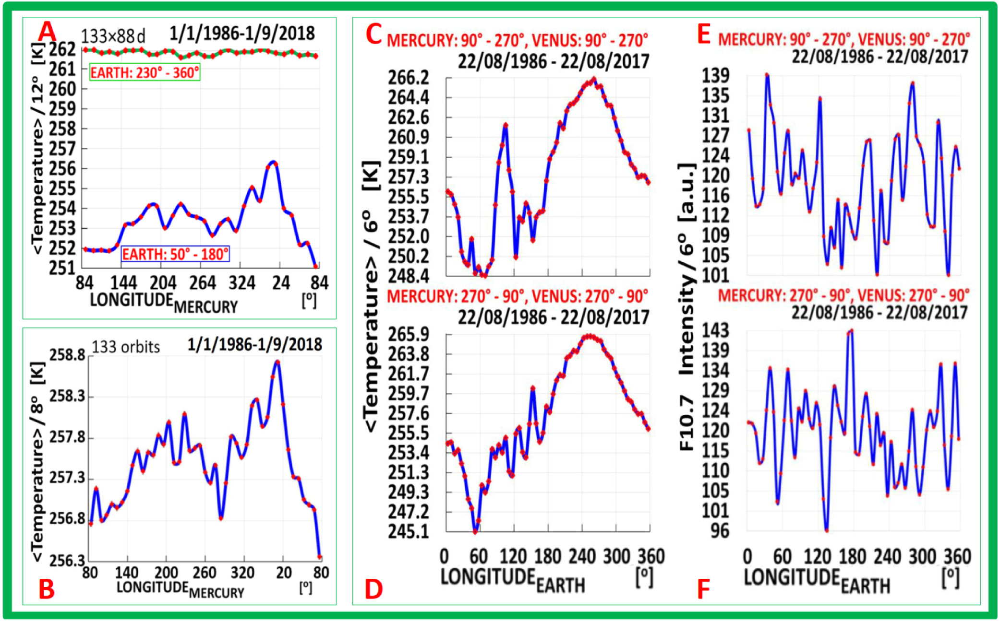 A
133×88d 1/1/1986-1/9/2018
<Temperature> / 12° [K]
262
261
260
259
258
257
256
255
254
253
252
251
EARTH: 230° - 360°
EARTH: 50° - 180°
84 144 204 264 324 24 84
LONGITUDE MERCURY [°]
B
133 orbits 1/1/1986-1/9/2018
<Temperature> / 8° [K]
258.8
258.3
257.8
257.3
256.8
256.3
80 140 200 260 320 20 80
LONGITUDE MERCURY [°]
C
MERCURY: 90° - 270°, VENUS: 90° - 270°
22/08/1986 - 22/08/2017
<Temperature> / 6° [K]
266.2
264.4
262.6
260.9
259.1
257.3
255.5
253.7
252.0
250.2
248.4
D
MERCURY: 270° - 90°, VENUS: 270° - 90°
22/08/1986 - 22/08/2017
265.9
263.8
261.7
259.7
257.6
255.5
253.4
251.3
249.3
247.2
245.1
0 60 120 180 240 300 360
LONGITUDE EARTH [°]
E
MERCURY: 90° - 270°, VENUS: 90° - 270°
22/08/1986 - 22/08/2017
F10.7 Intensity / 6° [a.u.]
139
135
131
127
124
120
116
112
109
105
101
F
MERCURY: 270° - 90°, VENUS: 270° - 90°
22/08/1986 - 22/08/2017
143
139
134
129
124
120
115
110
105
101
96
0 60 120 180 240 300 360
LONGITUDE EARTH [°]